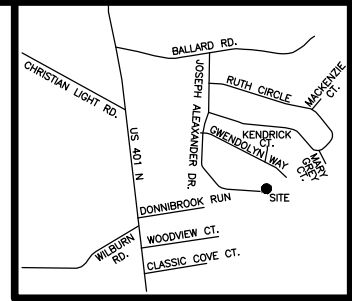 BALLARD RD.
CHRISTIAN LIGHT RD.
US 401 N
JOSEPH ALEAXANDER DR.
RUTH CIRCLE
MACKENZIE
CT.
KENDRICK
CT.
GWENDOLYN WAY
MARY
GREY
CT.
SITE
DONNIBROOK RUN
WILBURN
RD.
WOODVIEW CT.
CLASSIC COVE CT.